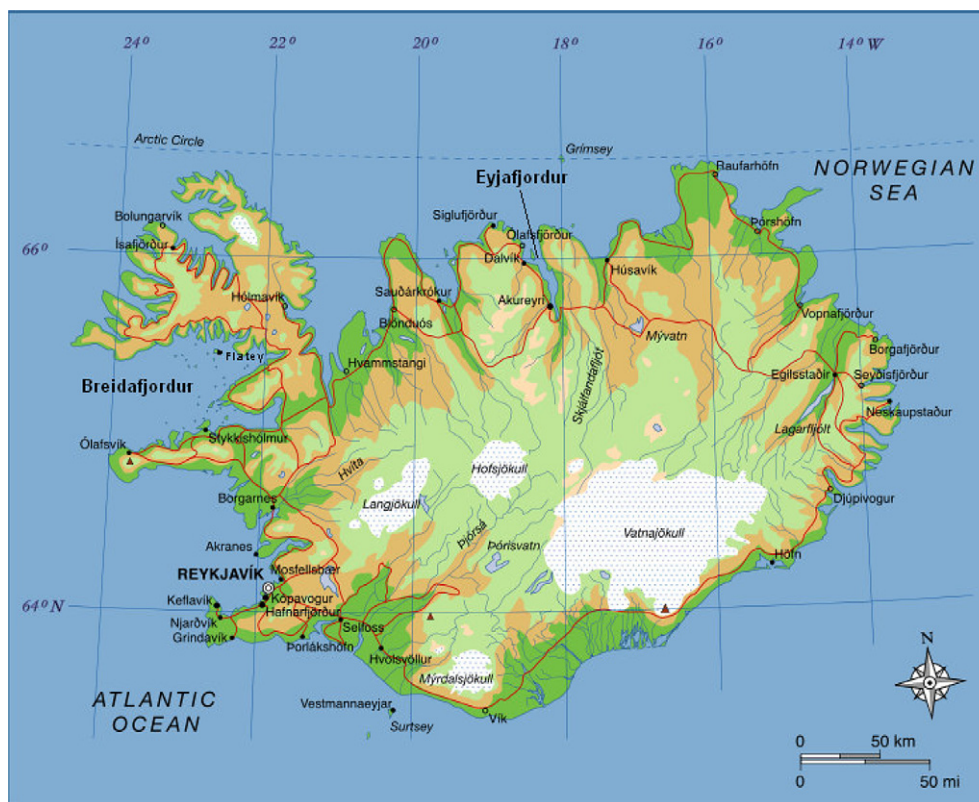 24º
22º
20º
18º
16º
14º W
Arctic Circle
Grímsey
Raufarhöfn
NORWEGIAN
SEA
Eyjafjordur
Bolungarvík
Siglufjörður
Þórshöfn
Ísafjörður
66º
Ólafsfjörður
Dalvík
Húsavík
Hólmavík
Sauðárkrókur
Akureyri
Blönduós
Vopnafjörður
Mývatn
Flatey
Hvammstangi
Borgafjörður
Breidafjordur
Skjálfandafljót
Egilsstaðir
Seyðisfjörður
Neskaupstaður
Lagarfljólt
Stykkisholmur
Ólafsvík
Hvíta
Hofsjökull
Langjökull
Borgarnes
Djúpivogur
Þjórsá
Vatnajökull
Þórisvatn
Akranes
Höfn
REYKJAVÍK
Mosfellsbær
Kópavogur
64º N
Keflavík
Hafnarfjörður
Njarðvík
Selfoss
Grindavík
Þorlákshöfn
Hvolsvöllur
Mýrdalsjökull
N
ATLANTIC
OCEAN
Vestmannaeyjar
Surtsey
Vík
0 50 km
0 50 mi